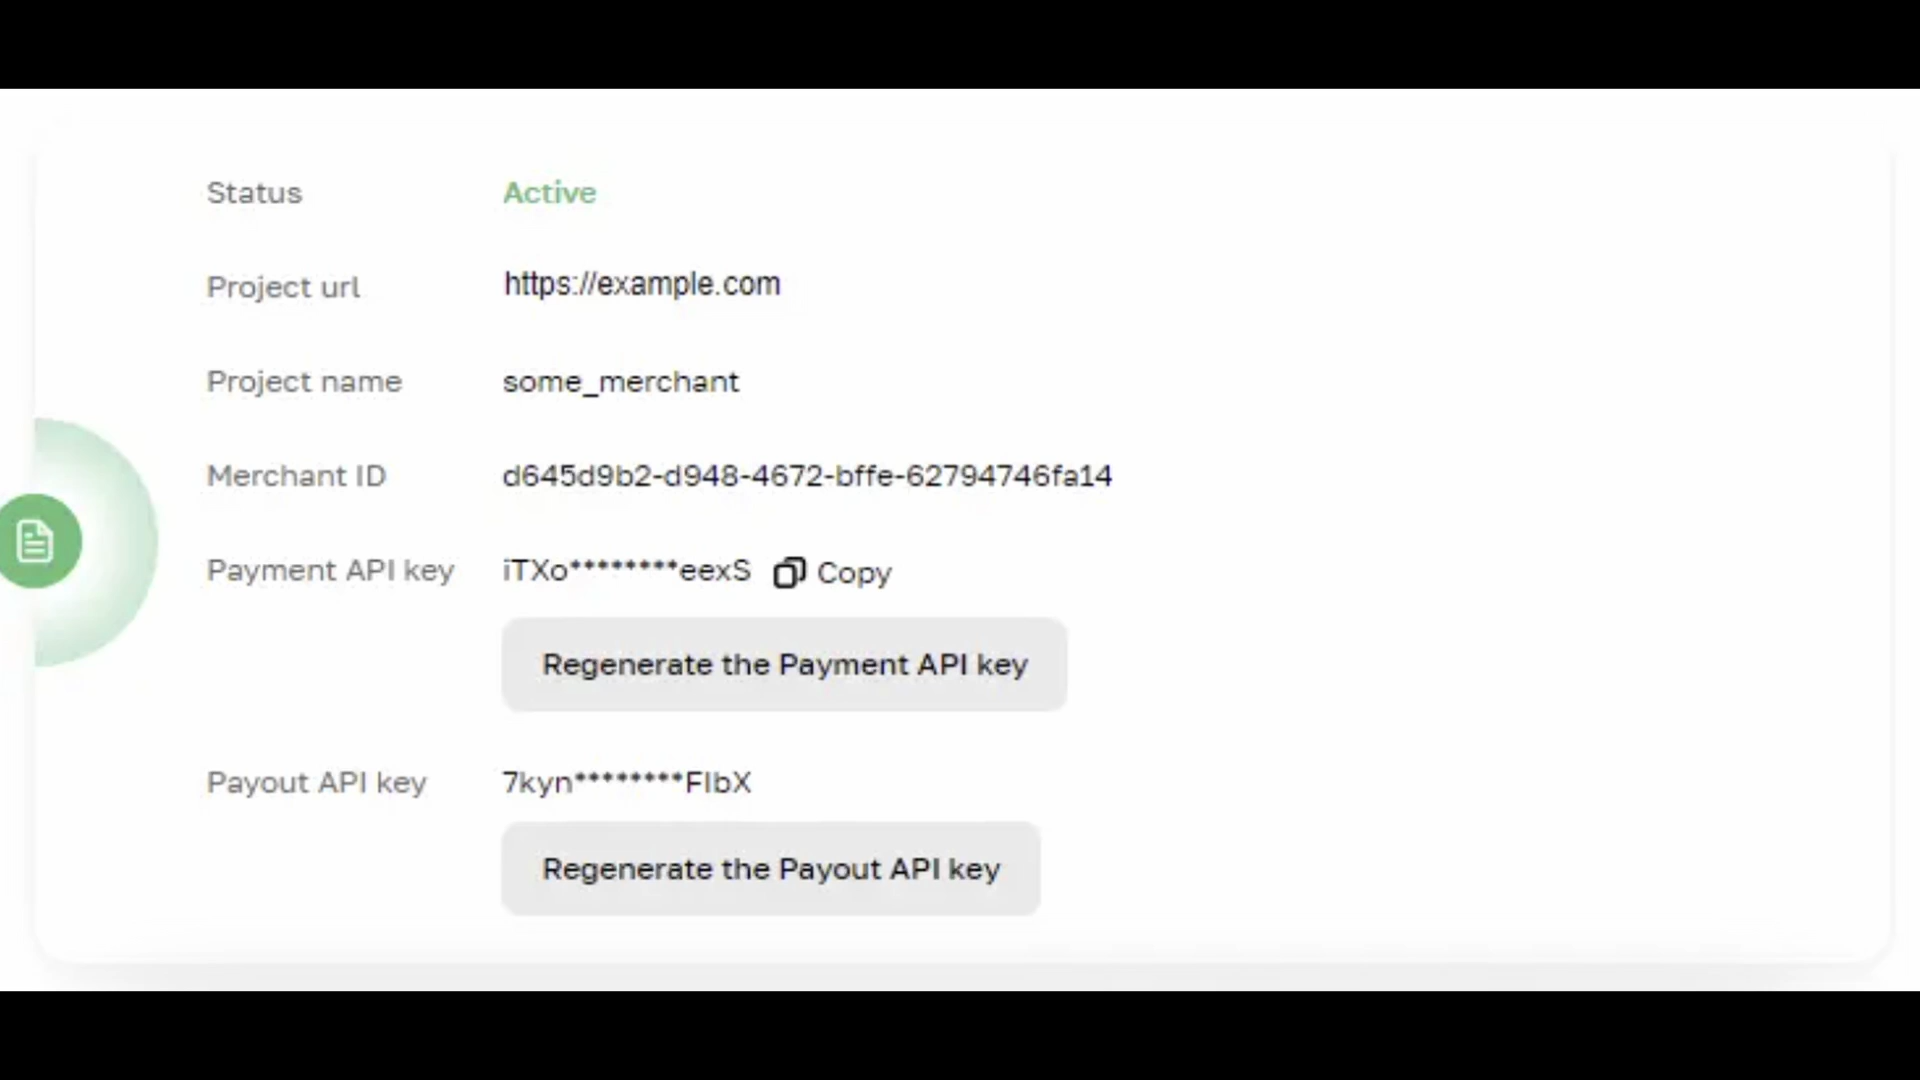 Status Active
Project url https://example.com
Project name some_merchant
Merchant ID d645d9b2-d948-4672-bffe-62794746fa14
Payment API key iTXo********eexS Copy
Regenerate the Payment API key
Payout API key 7kyn********FIbX
Regenerate the Payout API key